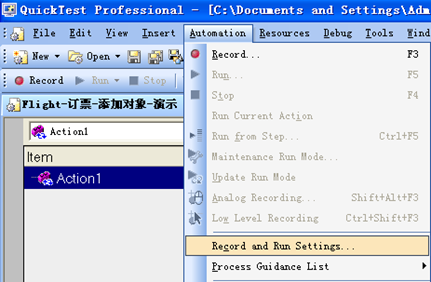 QuickTest Professional - [C:\Documents and Settings\Adm
File Edit View Insert Automation Resources Debug Tools Wind
New Open
Record Run Stop
Flight-订票-添加对象-演示
Action1
Item
Action1
Record... F3
Run... F5
Stop F4
Run Current Action
Run from Step... Ctrl+F5
Maintenance Run Mode...
Update Run Mode
Analog Recording... Shift+Alt+F3
Low Level Recording Ctrl+Shift+F3
Record and Run Settings...
Process Guidance List